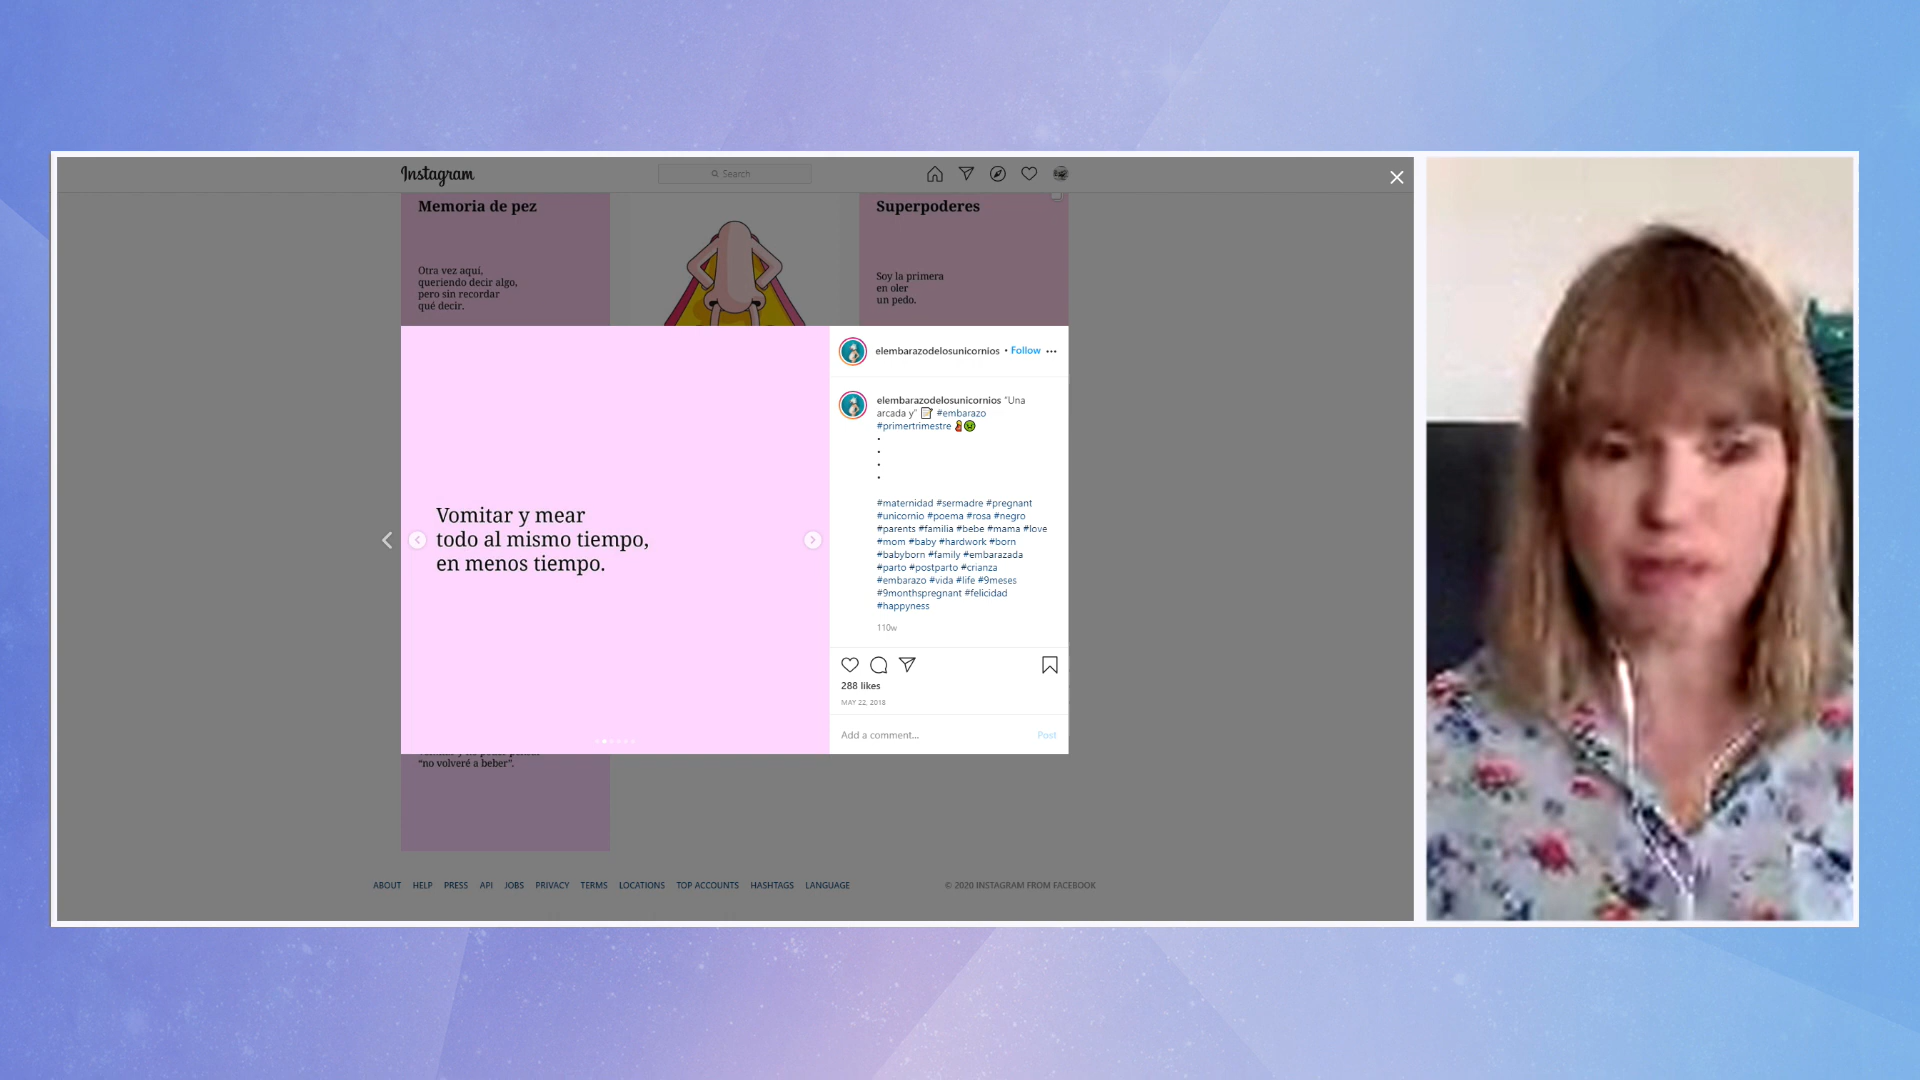 Instagram
Search
Memoria de pez
Otra vez aquí,
queriendo decir algo,
pero sin recordar
qué decir.
Superpoderes
Soy la primera
en oler
un pedo.
Vomitar y mear
todo al mismo tiempo,
en menos tiempo.
elembarazodelosunicornios • Follow
elembarazodelosunicornios "Una
arcada y" #embarazo
#primertrimestre
#maternidad #sermadre #pregnant
#unicornio #poema #rosa #negro
#parents #familia #bebe #mama #love
#mom #baby #hardwork #born
#babyborn #family #embarazada
#parto #postparto #crianza
#embarazo #vida #life #9meses
#9monthspregnant #felicidad
#happyness
110w
288 likes
MAY 22, 2018
Add a comment... Post
"no volveré a beber".
ABOUT HELP PRESS API JOBS PRIVACY TERMS LOCATIONS TOP ACCOUNTS HASHTAGS LANGUAGE
© 2020 INSTAGRAM FROM FACEBOOK